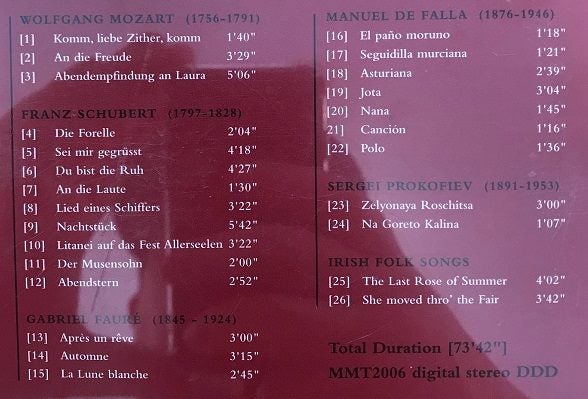 WOLFGANG MOZART (1756-1791)
[1] Komm, liebe Zither, komm 1'40"
[2] An die Freude 3'29"
[3] Abendempfindung an Laura 5'06"
FRANZ SCHUBERT (1797-1828)
[4] Die Forelle 2'04"
[5] Sei mir gegrüsst 4'18"
[6] Du bist die Ruh 4'27"
[7] An die Laute 1'30"
[8] Lied eines Schiffers 3'22"
[9] Nachtstück 5'42"
[10] Litanei auf das Fest Allerseelen 3'22"
[11] Der Musensohn 2'00"
[12] Abendstern 2'52"
GABRIEL FAURÉ (1845 - 1924)
[13] Après un rêve 3'00"
[14] Automne 3'15"
[15] La Lune blanche 2'45"
MANUEL DE FALLA (1876-1946)
[16] El paño moruno 1'18"
[17] Seguidilla murciana 1'21"
[18] Asturiana 2'39"
[19] Jota 3'04"
[20] Nana 1'45"
21] Canción 1'16"
[22] Polo 1'36"
SERGEI PROKOFIEV (1891-1953)
[23] Zelyonaya Roschitsa 3'00"
[24] Na Goreto Kalina 1'07"
IRISH FOLK SONGS
[25] The Last Rose of Summer 4'02"
[26] She moved thro' the Fair 3'42"
Total Duration [73'42"]
MMT2006 digital stereo DDD